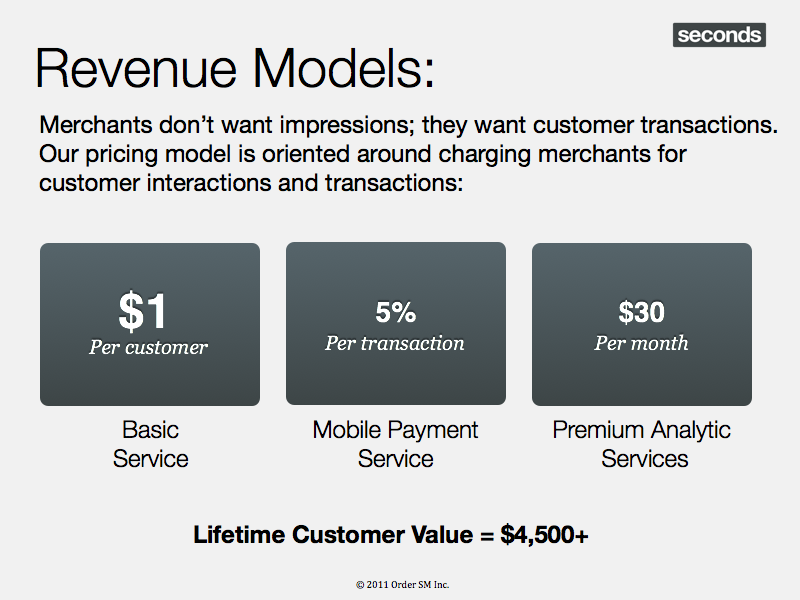 seconds
Revenue Models:
Merchants don’t want impressions; they want customer transactions.
Our pricing model is oriented around charging merchants for
customer interactions and transactions:
$1
Per customer
Basic
Service
5%
Per transaction
Mobile Payment
Service
$30
Per month
Premium Analytic
Services
Lifetime Customer Value = $4,500+
© 2011 Order SM Inc.